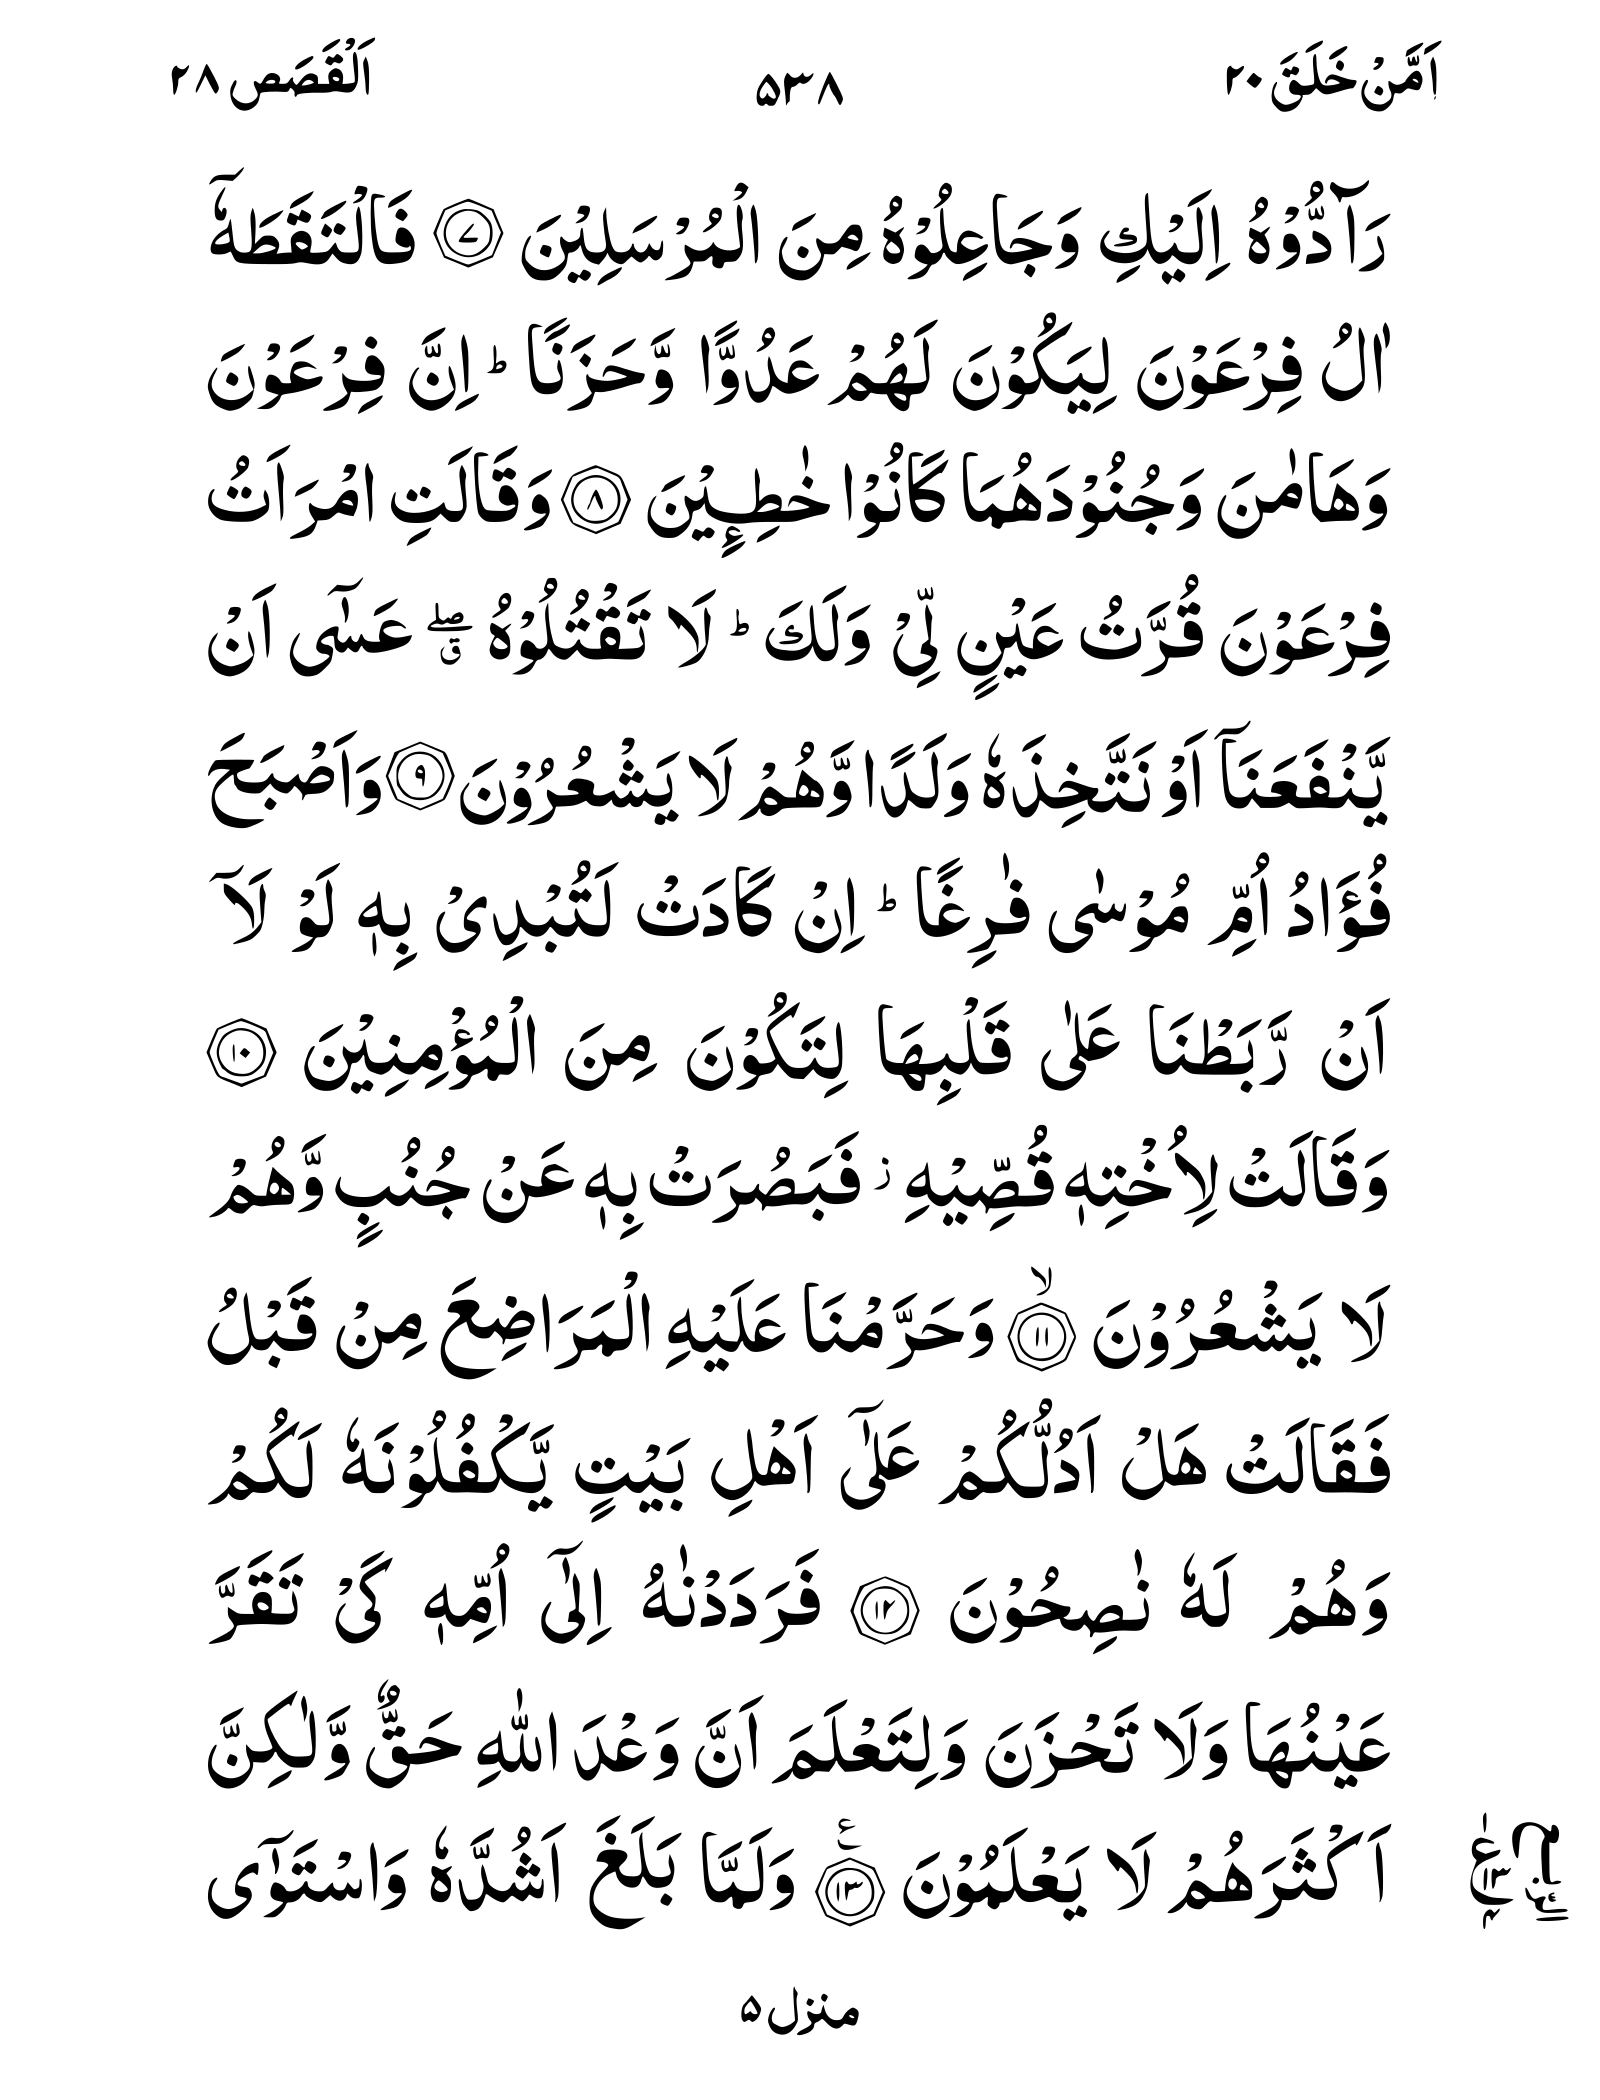 اَمَّنْ خَلَقَ ٢٠
٥٣٨
اَلْقَصَص ٢٨
رَآدُّوْهُ اِلَيْكِ وَجَاعِلُوْهُ مِنَ الْمُرْسَلِيْنَ ۝٧ فَالْتَقَطَهٗۤ
اٰلُ فِرْعَوْنَ لِيَكُوْنَ لَهُمْ عَدُوًّا وَّحَزَنًا ؕ اِنَّ فِرْعَوْنَ
وَهَامٰنَ وَجُنُوْدَهُمَا كَانُوْا خٰطِـِٕيْنَ ۝٨ وَقَالَتِ امْرَاَتُ
فِرْعَوْنَ قُرَّتُ عَيْنٍ لِّيْ وَلَكَ ؕ لَا تَقْتُلُوْهُ ۖق عَسٰۤى اَنْ
يَّنْفَعَنَاۤ اَوْ نَتَّخِذَهٗ وَلَدًا وَّهُمْ لَا يَشْعُرُوْنَ ۝٩ وَاَصْبَحَ
فُؤَادُ اُمِّ مُوْسٰى فٰرِغًا ؕ اِنْ كَادَتْ لَتُبْدِىْ بِهٖ لَوْ لَاۤ
اَنْ رَّبَطْنَا عَلٰى قَلْبِهَا لِتَكُوْنَ مِنَ الْمُؤْمِنِيْنَ ۝١٠
وَقَالَتْ لِاُخْتِهٖ قُصِّيْهِ ز فَبَصُرَتْ بِهٖ عَنْ جُنُبٍ وَّهُمْ
لَا يَشْعُرُوْنَ ۝١١ۙ وَحَرَّمْنَا عَلَيْهِ الْمَرَاضِعَ مِنْ قَبْلُ
فَقَالَتْ هَلْ اَدُلُّكُمْ عَلٰۤى اَهْلِ بَيْتٍ يَّكْفُلُوْنَهٗ لَكُمْ
وَهُمْ لَهٗ نٰصِحُوْنَ ۝١٢ فَرَدَدْنٰهُ اِلٰۤى اُمِّهٖ كَىْ تَقَرَّ
عَيْنُهَا وَلَا تَحْزَنَ وَلِتَعْلَمَ اَنَّ وَعْدَ اللّٰهِ حَقٌّ وَّلٰـكِنَّ
اَكْثَرَهُمْ لَا يَعْلَمُوْنَ ۝١٣ ع وَلَمَّا بَلَغَ اَشُدَّهٗ وَاسْتَوٰۤى
منزل ٥